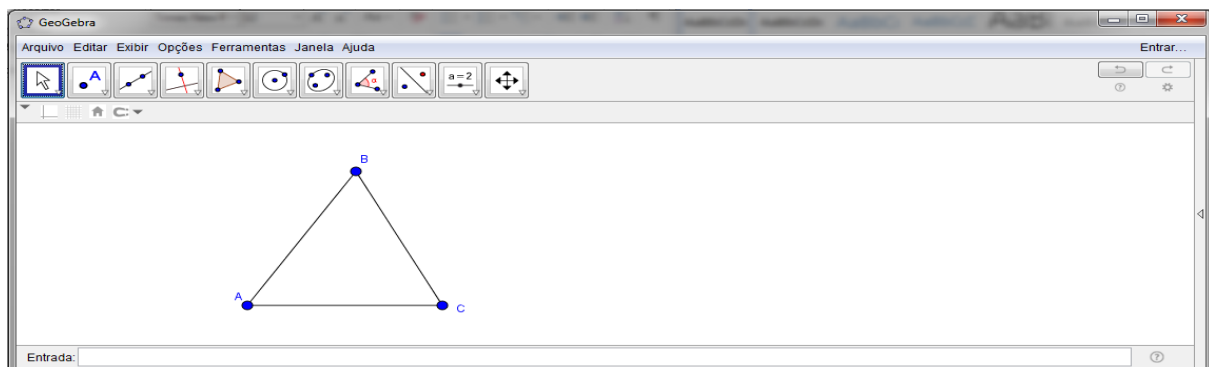 GeoGebra
Arquivo Editar Exibir Opções Ferramentas Janela Ajuda Entrar...
A α a=2
B
A
C
Entrada: